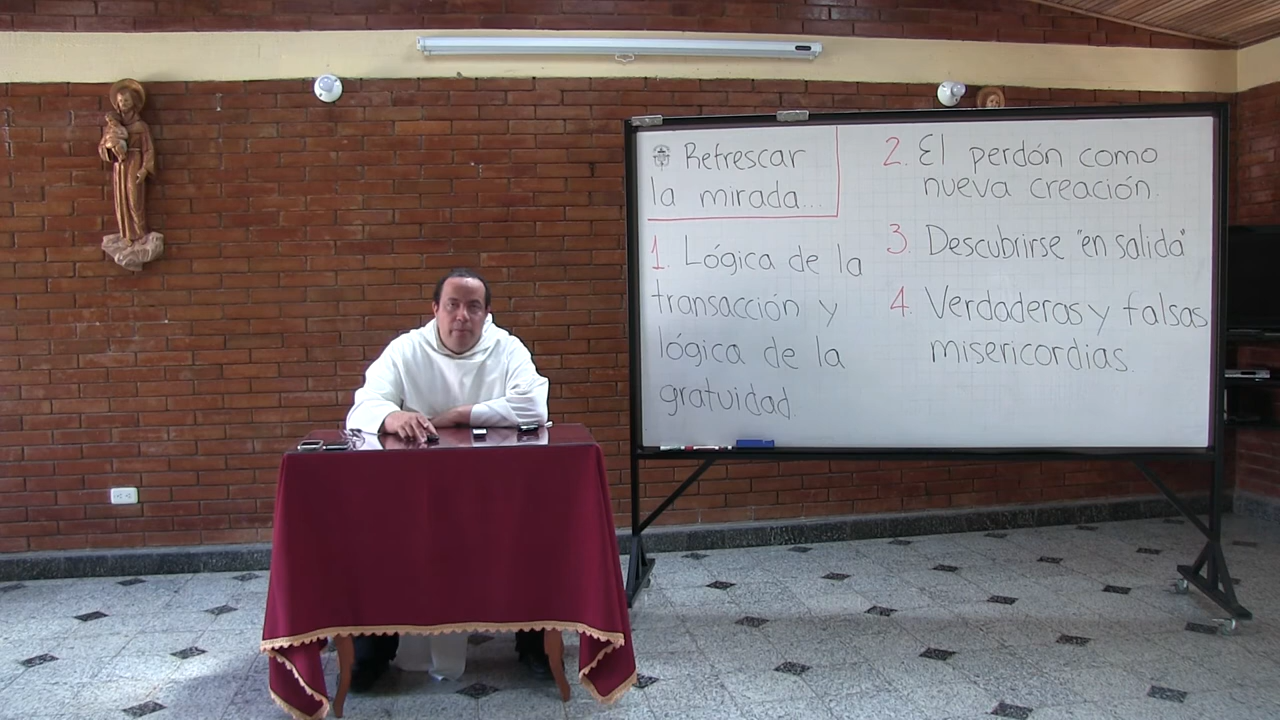 Refrescar
la mirada...
1. Lógica de la
transacción y
lógica de la
gratuidad.
2. El perdón como
nueva creación.
3. Descubrirse "en salida"
4. Verdaderas y falsas
misericordias.